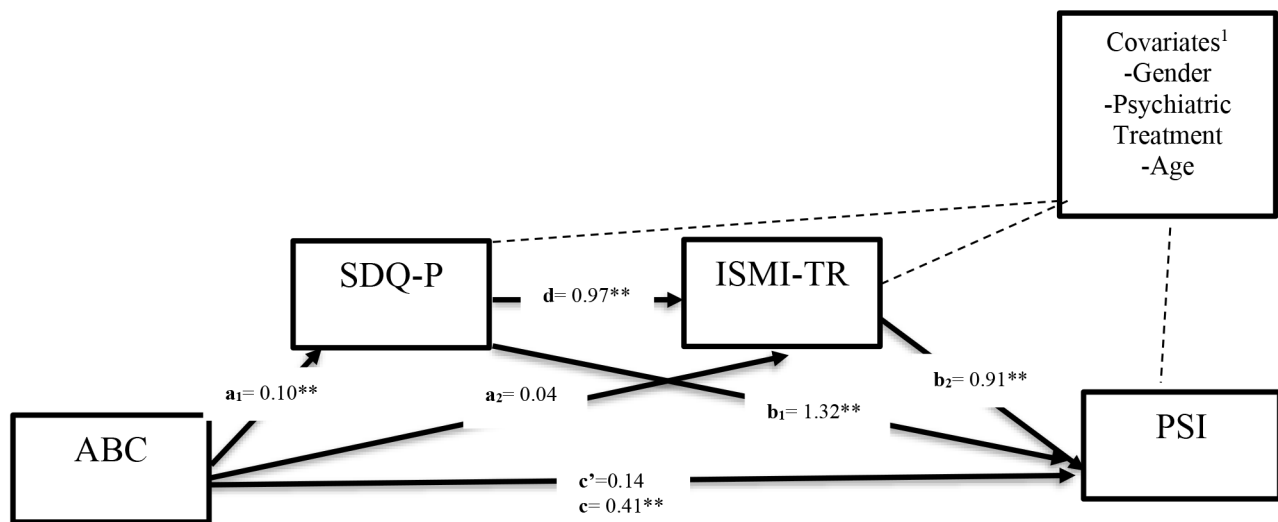 Covariates¹
-Gender
-Psychiatric
Treatment
-Age
SDQ-P
ISMI-TR
d= 0.97**
a₁= 0.10**
a₂= 0.04
b₂= 0.91**
b₁= 1.32**
ABC
PSI
c’=0.14
c= 0.41**